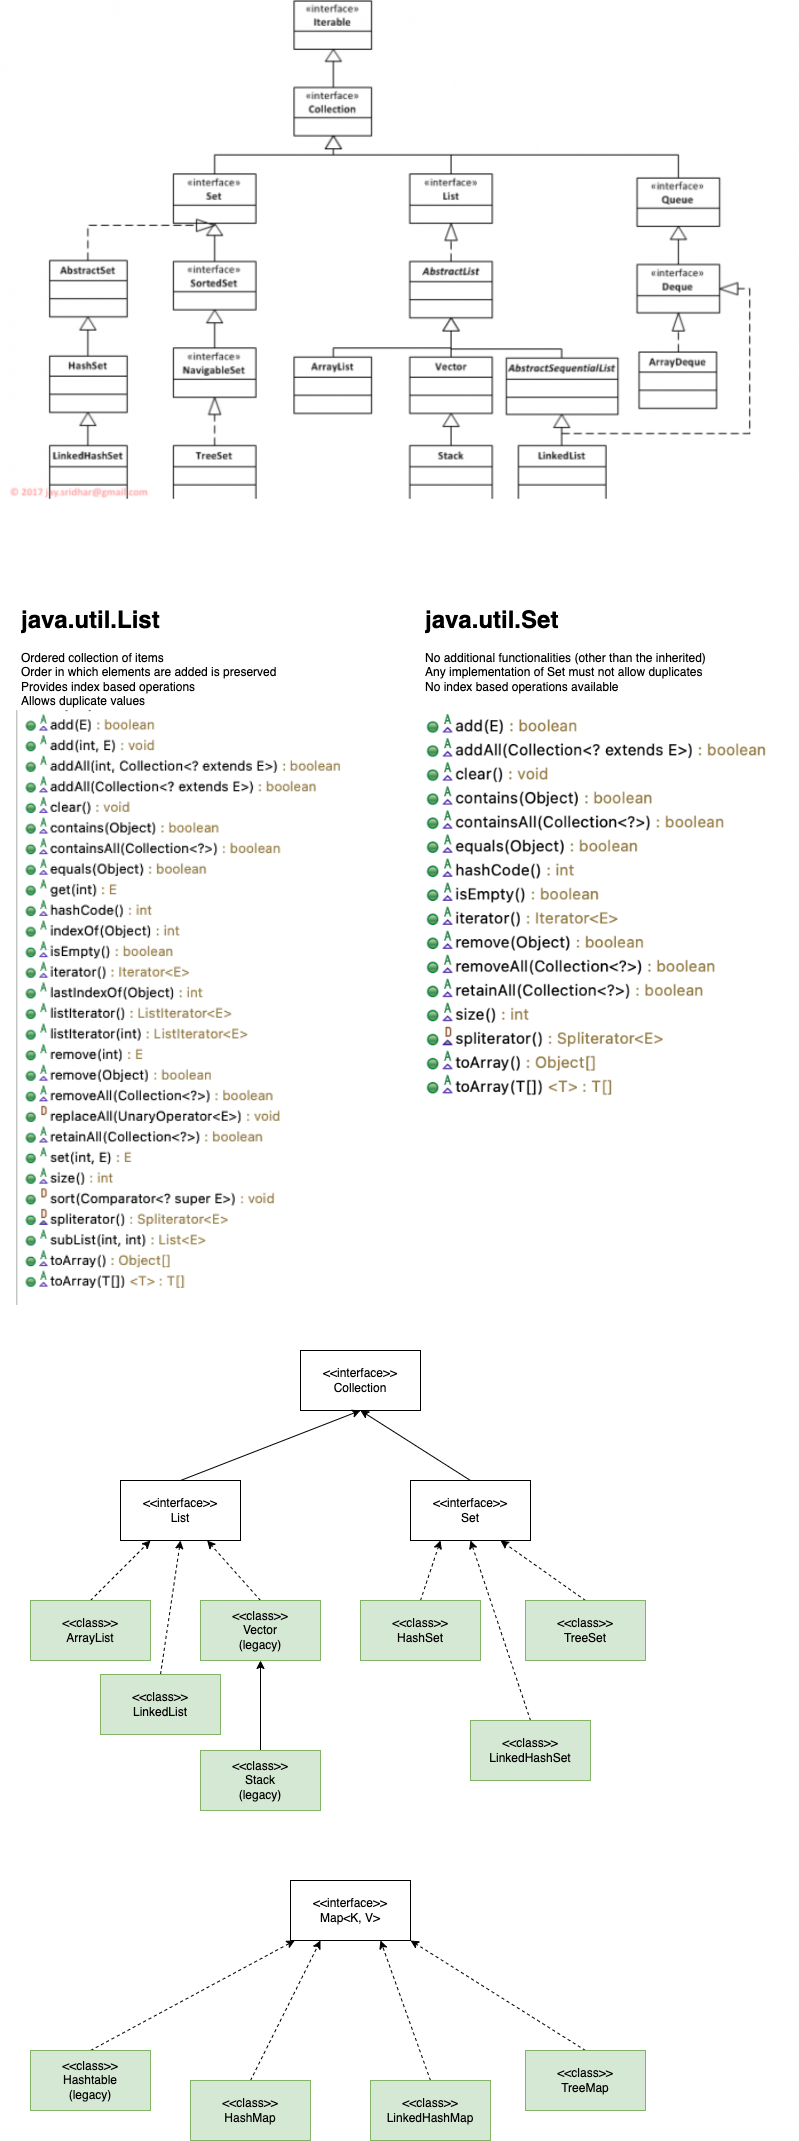 «interface»
Iterable
«interface»
Collection
«interface»
Set
«interface»
List
«interface»
Queue
AbstractSet
«interface»
SortedSet
AbstractList
«interface»
Deque
HashSet
«interface»
NavigableSet
ArrayList
Vector
AbstractSequentialList
ArrayDeque
LinkedHashSet
TreeSet
Stack
LinkedList
© 2017 jay.sridhar@gmail.com
java.util.List
Ordered collection of items
Order in which elements are added is preserved
Provides index based operations
Allows duplicate values
A add(E) : boolean
A add(int, E) : void
A addAll(int, Collection<? extends E>) : boolean
A addAll(Collection<? extends E>) : boolean
A clear() : void
A contains(Object) : boolean
A containsAll(Collection<?>) : boolean
A equals(Object) : boolean
A get(int) : E
A hashCode() : int
A indexOf(Object) : int
A isEmpty() : boolean
A iterator() : Iterator<E>
A lastIndexOf(Object) : int
A listIterator() : ListIterator<E>
A listIterator(int) : ListIterator<E>
A remove(int) : E
A remove(Object) : boolean
A removeAll(Collection<?>) : boolean
D replaceAll(UnaryOperator<E>) : void
A retainAll(Collection<?>) : boolean
A set(int, E) : E
A size() : int
D sort(Comparator<? super E>) : void
D spliterator() : Spliterator<E>
A subList(int, int) : List<E>
A toArray() : Object[]
A toArray(T[]) <T> : T[]
java.util.Set
No additional functionalities (other than the inherited)
Any implementation of Set must not allow duplicates
No index based operations available
A add(E) : boolean
A addAll(Collection<? extends E>) : boolean
A clear() : void
A contains(Object) : boolean
A containsAll(Collection<?>) : boolean
A equals(Object) : boolean
A hashCode() : int
A isEmpty() : boolean
A iterator() : Iterator<E>
A remove(Object) : boolean
A removeAll(Collection<?>) : boolean
A retainAll(Collection<?>) : boolean
A size() : int
D spliterator() : Spliterator<E>
A toArray() : Object[]
A toArray(T[]) <T> : T[]
<<interface>>
Collection
<<interface>>
List
<<interface>>
Set
<<class>>
ArrayList
<<class>>
Vector
(legacy)
<<class>>
HashSet
<<class>>
TreeSet
<<class>>
LinkedList
<<class>>
LinkedHashSet
<<class>>
Stack
(legacy)
<<interface>>
Map<K, V>
<<class>>
Hashtable
(legacy)
<<class>>
HashMap
<<class>>
LinkedHashMap
<<class>>
TreeMap